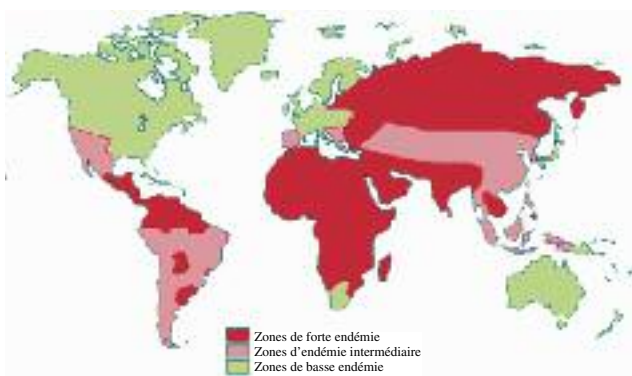 Zones de forte endémie
Zones d'endémie intermédiaire
Zones de basse endémie